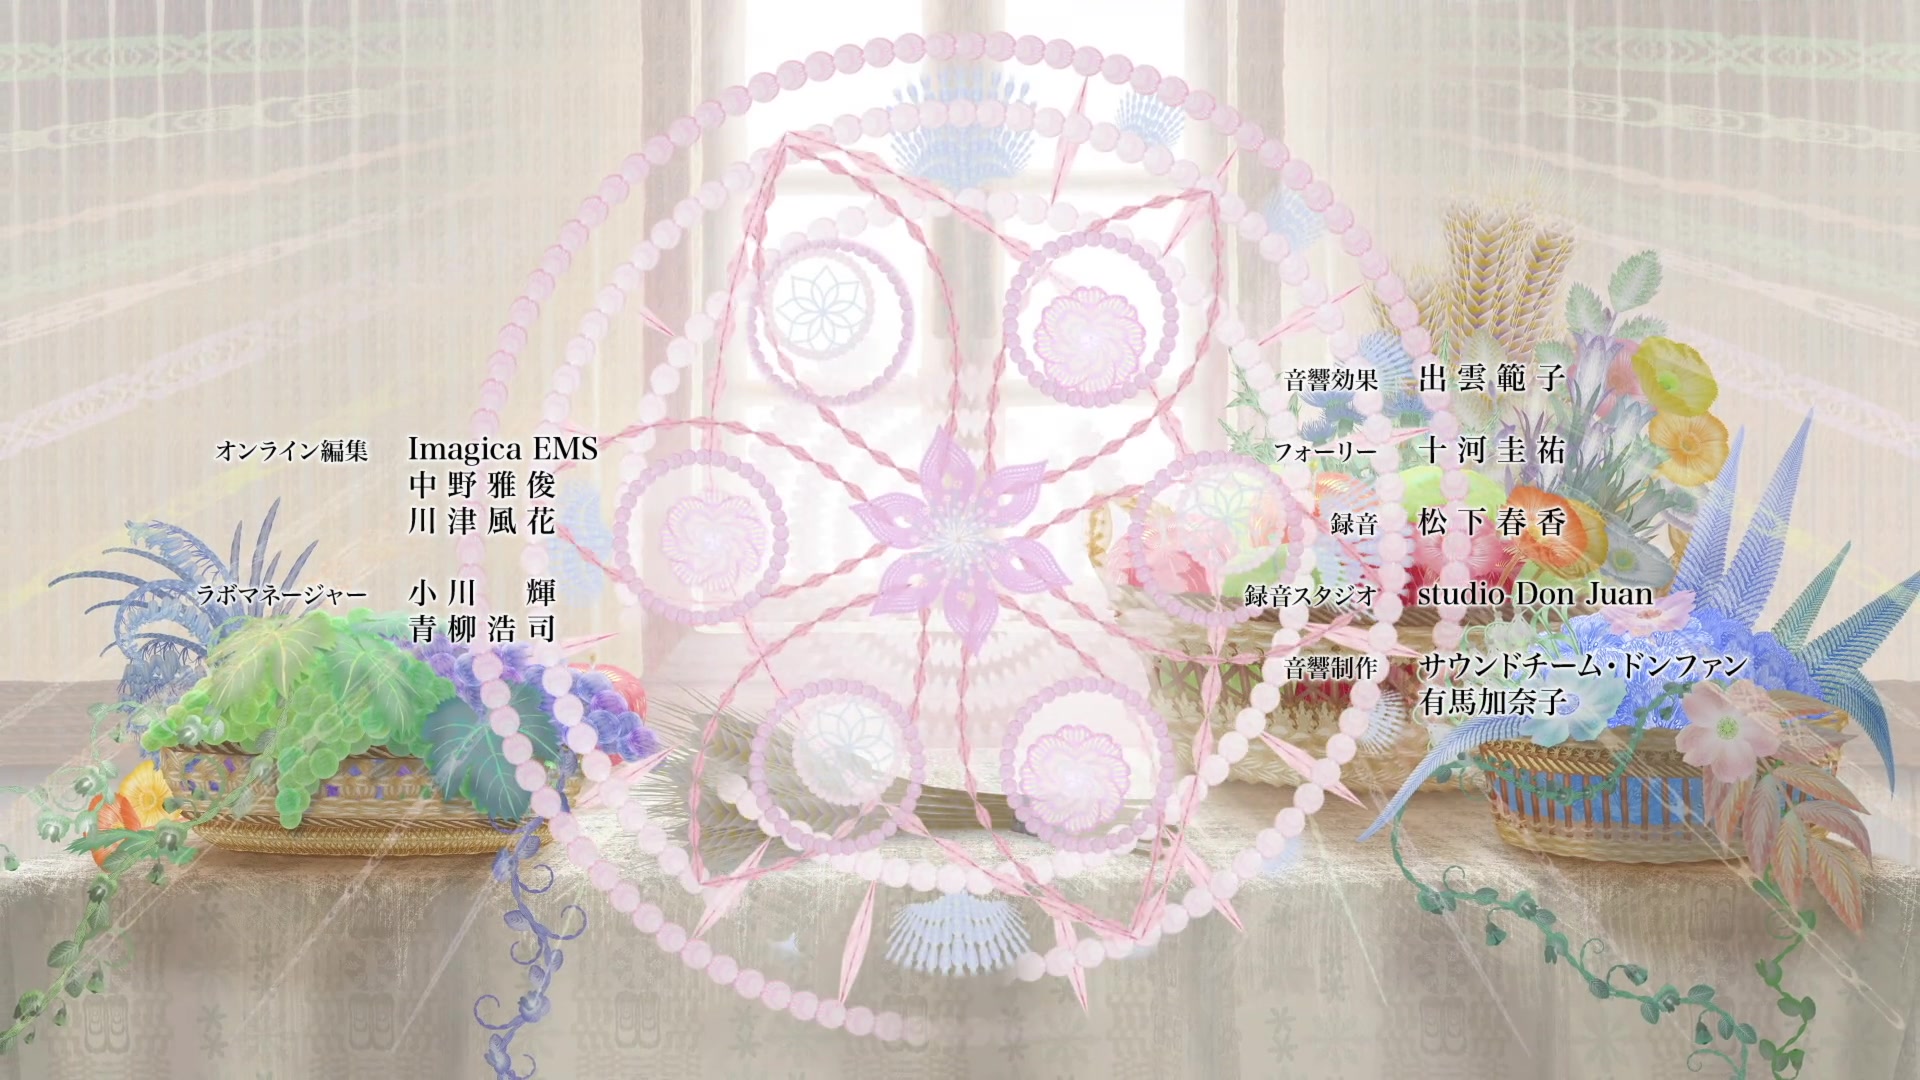 オンライン編集 Imagica EMS
中野雅俊
川津風花
ラボマネージャー 小川 輝
青柳浩司
音響効果 出雲範子
フォーリー 十河圭祐
録音 松下春香
録音スタジオ studio Don Juan
音響制作 サウンドチーム・ドンファン
有馬加奈子